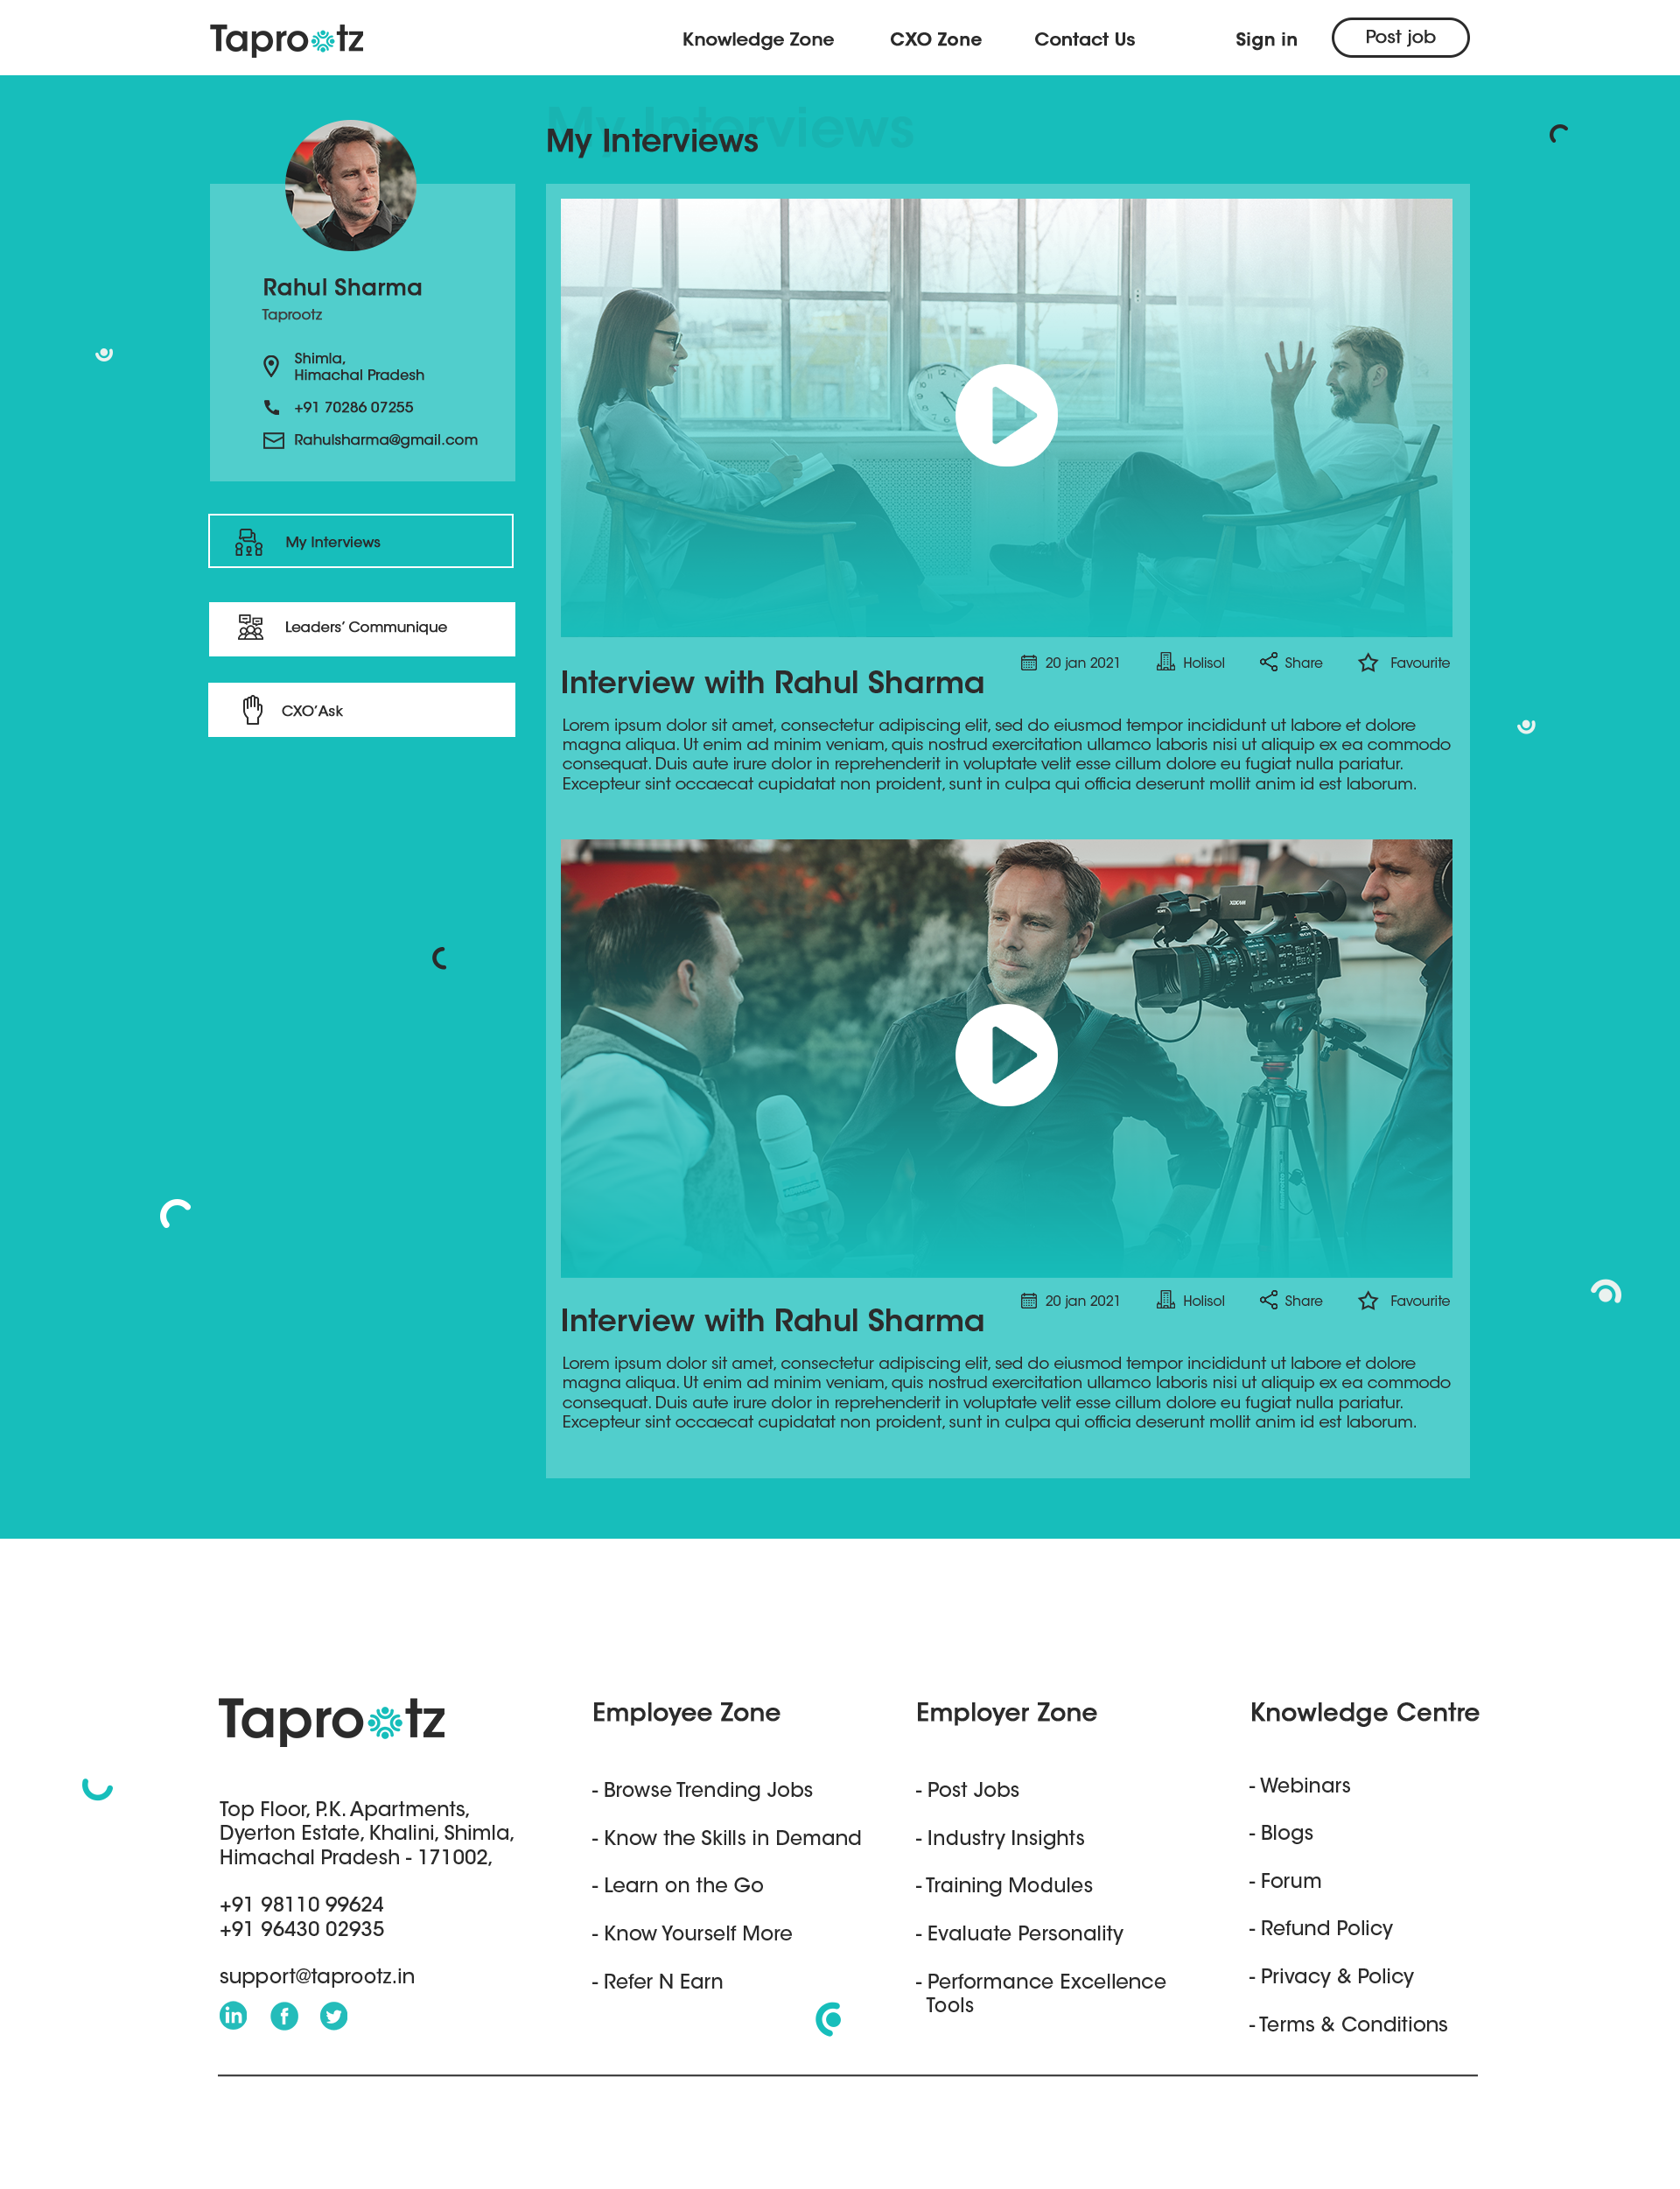 Taprootz
Knowledge Zone
CXO Zone
Contact Us
Sign in
Post job
My Interviews
My Interviews
Rahul Sharma
Taprootz
Shimla,
Himachal Pradesh
+91 70286 07255
Rahulsharma@gmail.com
My Interviews
Leaders' Communique
CXO'Ask
20 jan 2021
Holisol
Share
Favourite
Interview with Rahul Sharma
Lorem ipsum dolor sit amet, consectetur adipiscing elit, sed do eiusmod tempor incididunt ut labore et dolore
magna aliqua. Ut enim ad minim veniam, quis nostrud exercitation ullamco laboris nisi ut aliquip ex ea commodo
consequat. Duis aute irure dolor in reprehenderit in voluptate velit esse cillum dolore eu fugiat nulla pariatur.
Excepteur sint occaecat cupidatat non proident, sunt in culpa qui officia deserunt mollit anim id est laborum.
20 jan 2021
Holisol
Share
Favourite
Interview with Rahul Sharma
Lorem ipsum dolor sit amet, consectetur adipiscing elit, sed do eiusmod tempor incididunt ut labore et dolore
magna aliqua. Ut enim ad minim veniam, quis nostrud exercitation ullamco laboris nisi ut aliquip ex ea commodo
consequat. Duis aute irure dolor in reprehenderit in voluptate velit esse cillum dolore eu fugiat nulla pariatur.
Excepteur sint occaecat cupidatat non proident, sunt in culpa qui officia deserunt mollit anim id est laborum.
Taprootz
Top Floor, P.K. Apartments,
Dyerton Estate, Khalini, Shimla,
Himachal Pradesh - 171002,
+91 98110 99624
+91 96430 02935
support@taprootz.in
Employee Zone
- Browse Trending Jobs
- Know the Skills in Demand
- Learn on the Go
- Know Yourself More
- Refer N Earn
Employer Zone
- Post Jobs
- Industry Insights
- Training Modules
- Evaluate Personality
- Performance Excellence
Tools
Knowledge Centre
- Webinars
- Blogs
- Forum
- Refund Policy
- Privacy & Policy
- Terms & Conditions